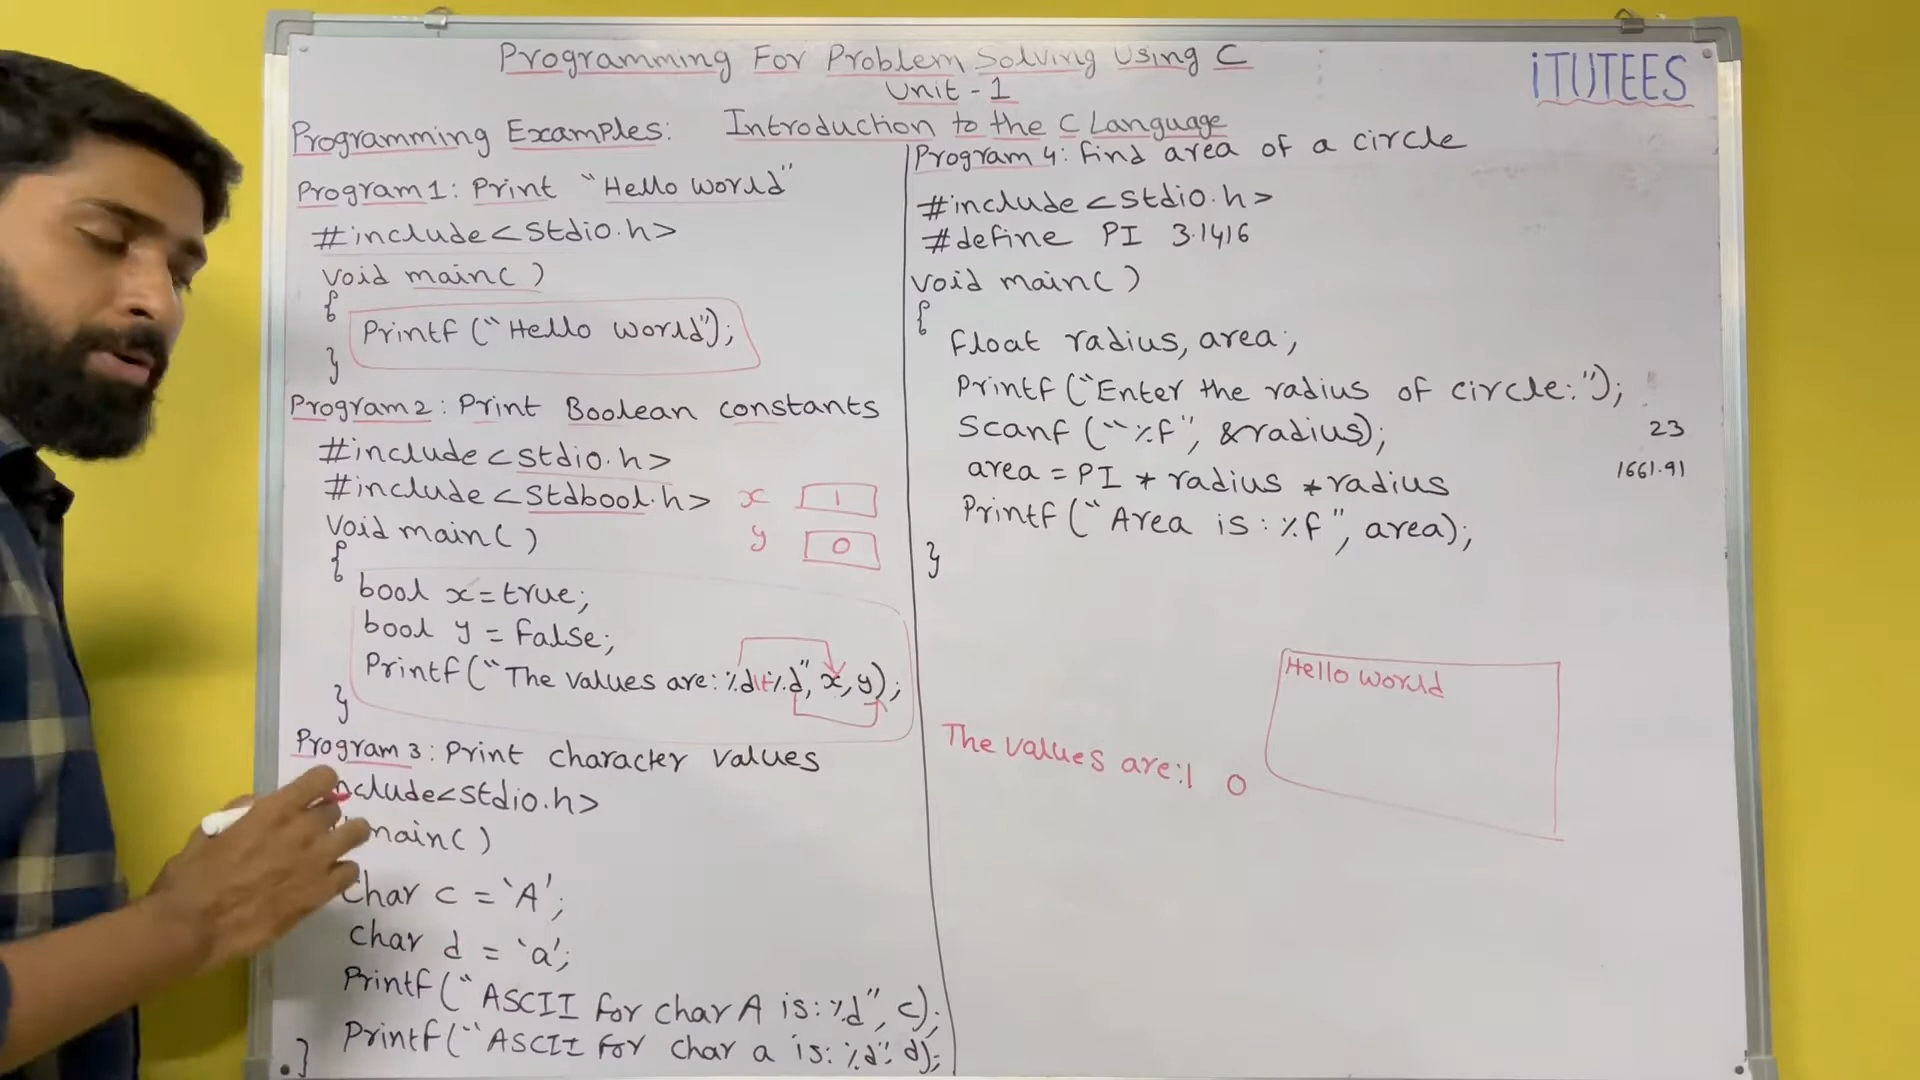 Programming For Problem Solving Using C
Unit - 1
iTUTEES
Programming Examples: Introduction to the C Language
Program 1: Print "Hello World"
#include<stdio.h>
void main( )
{
Printf ("Hello World");
}
Program 2: Print Boolean constants
#include<stdio.h>
#include<stdbool.h>
x 1
void main( )
y 0
{
bool x = true;
bool y = False;
Printf("The values are: %d\t%d", x, y);
}
Program 3: Print character values
nclude<stdio.h>
main( )
Char c = 'A';
Char d = 'a';
Printf("ASCII For char A is: %d", c);
Printf("ASCII For char a is: %d", d);
}
Program 4: Find area of a circle
#include<stdio.h>
#define PI 3.1416
void main( )
{
Float radius, area;
Printf("Enter the radius of circle:");
Scanf ("%f", &radius);
23
area = PI * radius * radius
1661.91
Printf ("Area is : %f", area);
}
Hello World
The values are:1 0